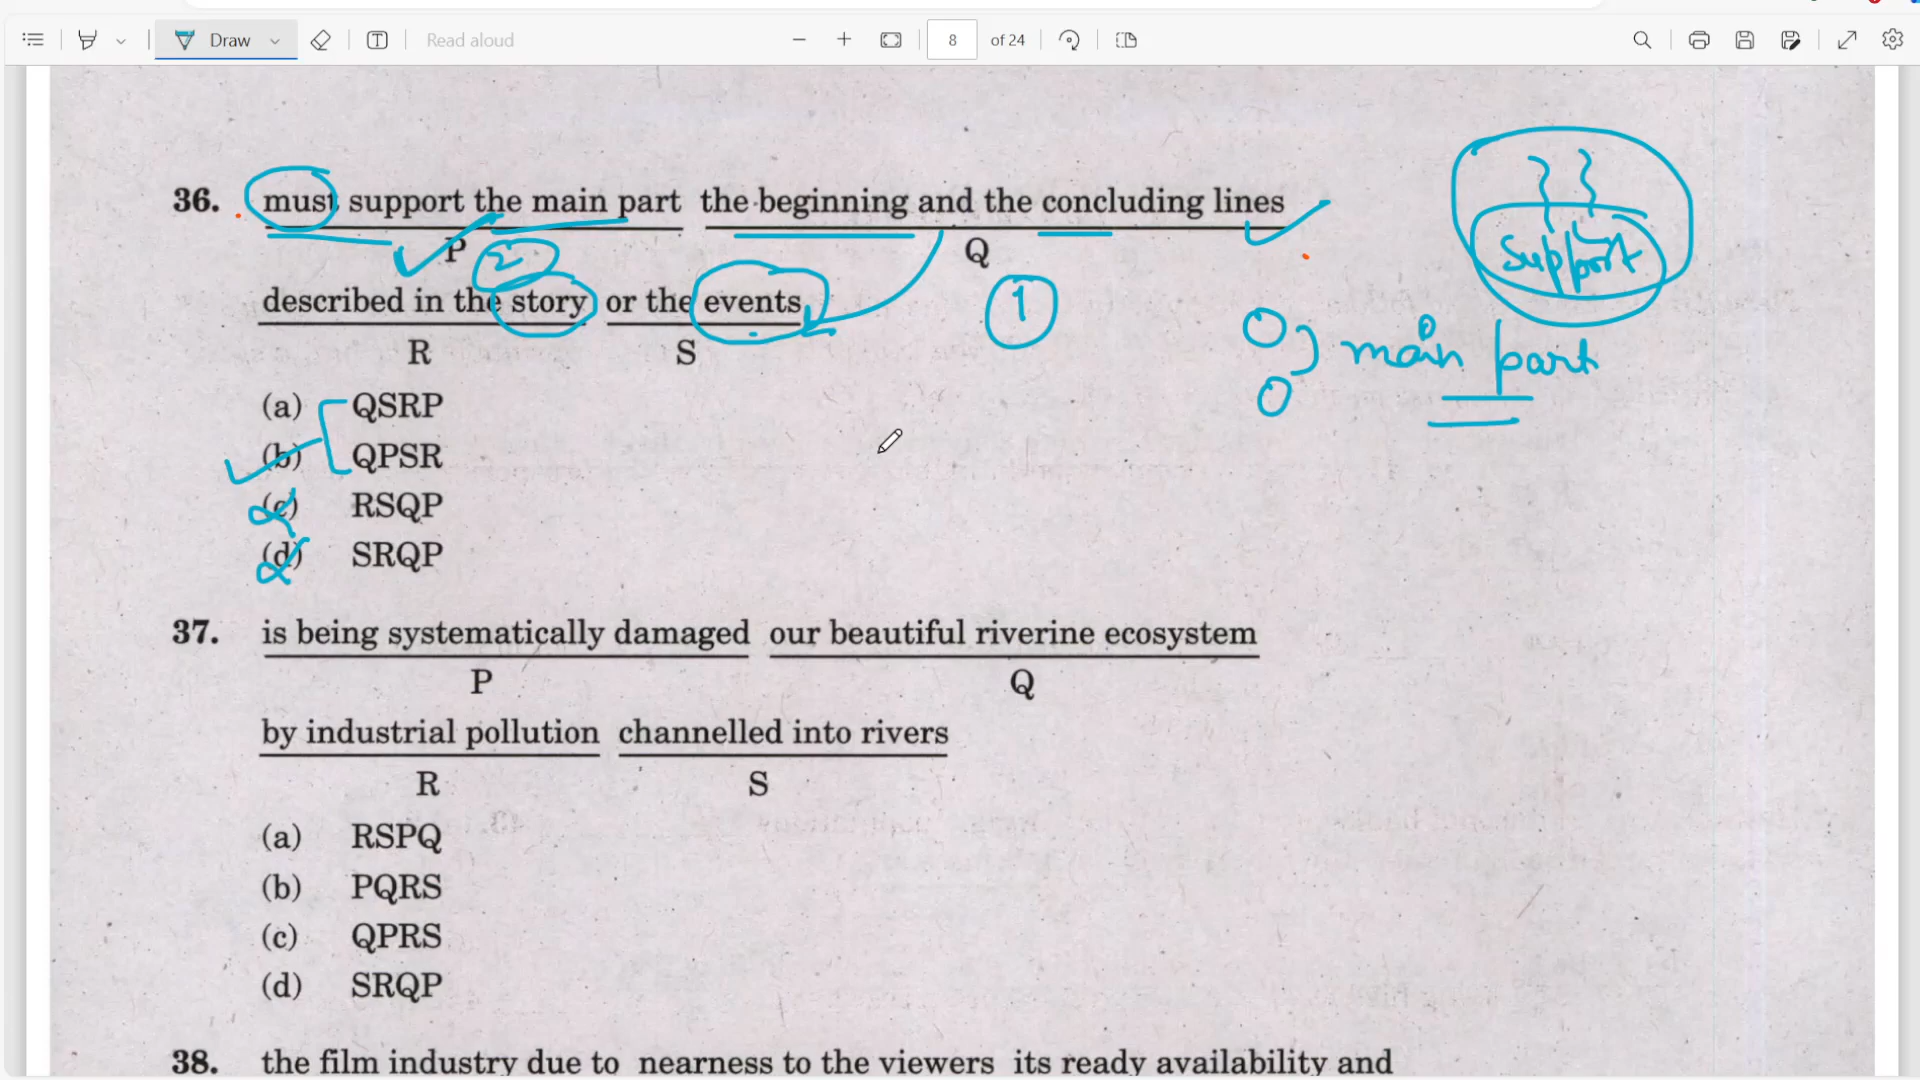 Draw
Read aloud
8 of 24
36. must support the main part the beginning and the concluding lines
P Q
2
described in the story or the events
R S
1
support
main part
(a) QSRP
(b) QPSR
(c) RSQP
(d) SRQP
37. is being systematically damaged our beautiful riverine ecosystem
P Q
by industrial pollution channelled into rivers
R S
(a) RSPQ
(b) PQRS
(c) QPRS
(d) SRQP
38. the film industry due to nearness to the viewers its ready availability and